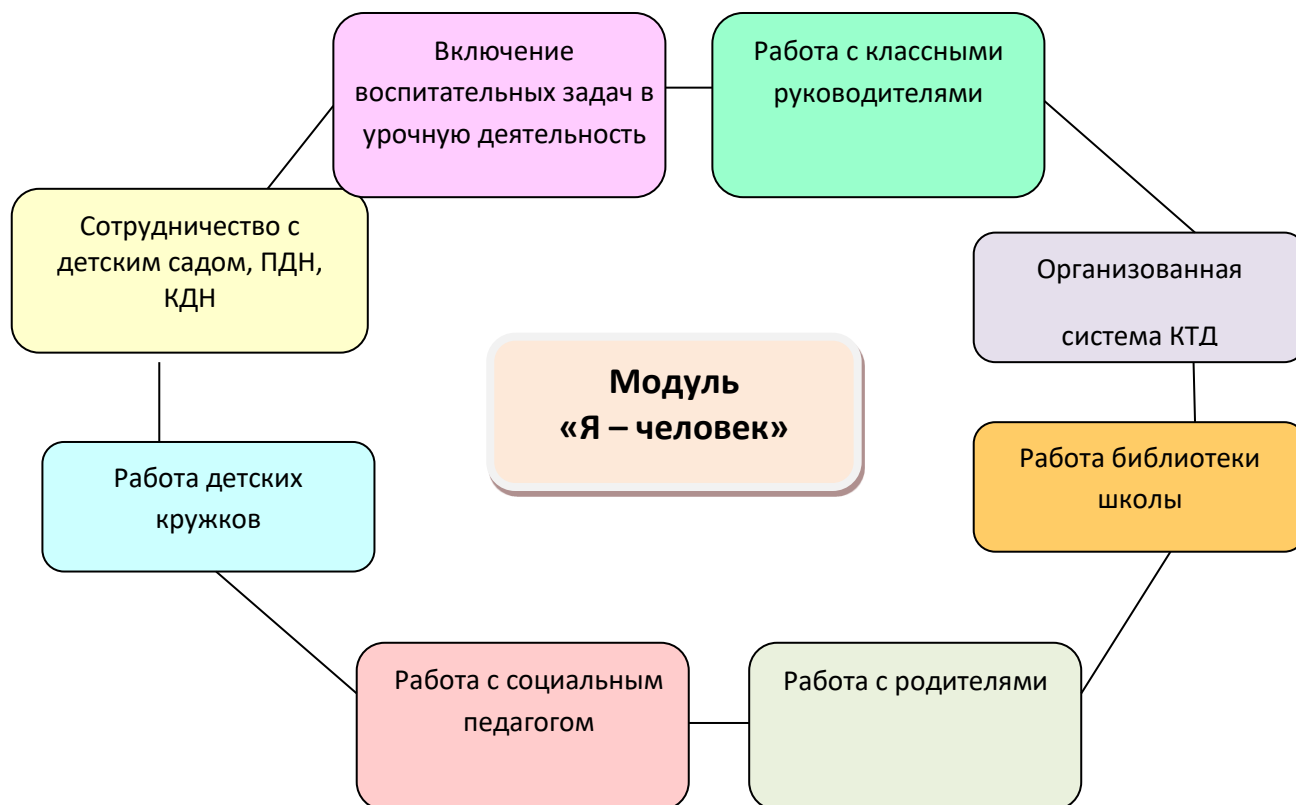 Включение
воспитательных задач в
урочную деятельность
Работа с классными
руководителями
Сотрудничество с
детским садом, ПДН,
КДН
Организованная
система КТД
Модуль
«Я – человек»
Работа детских
кружков
Работа библиотеки
школы
Работа с социальным
педагогом
Работа с родителями